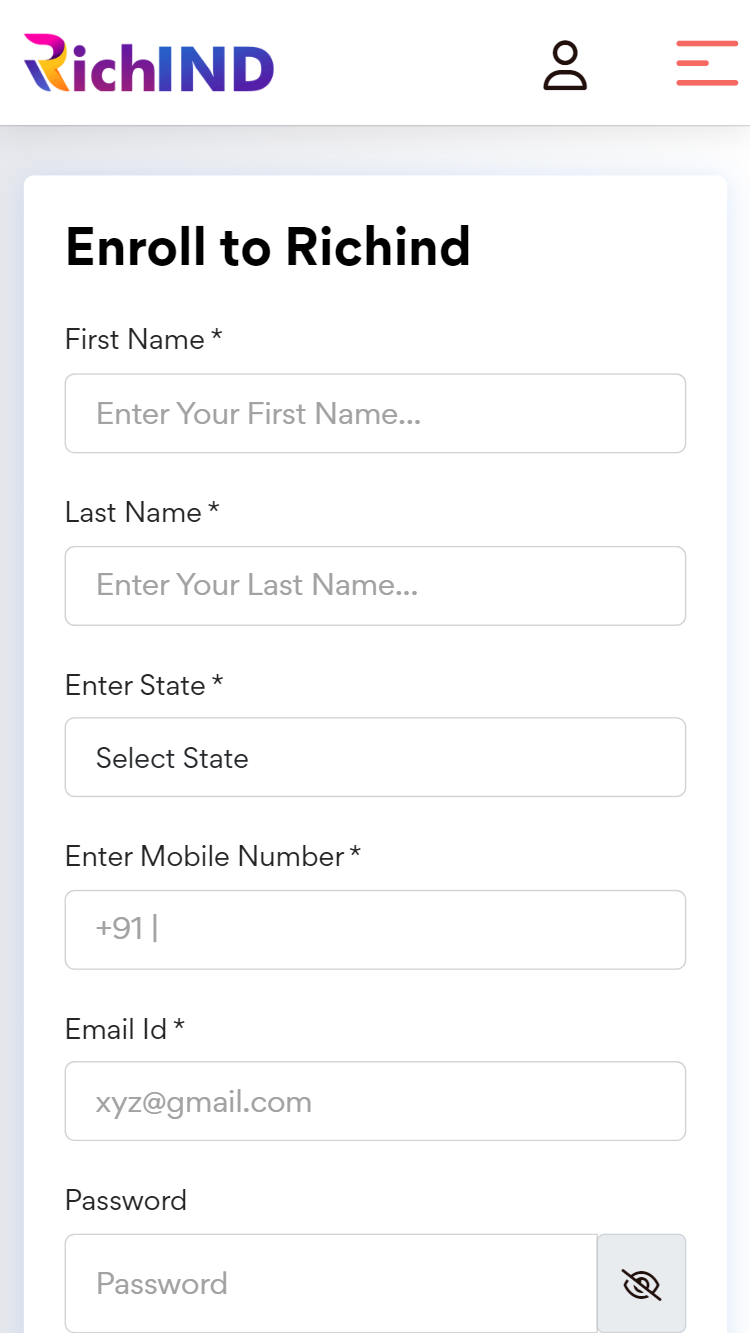 RichIND
Enroll to Richind
First Name *
Enter Your First Name...
Last Name *
Enter Your Last Name...
Enter State *
Select State
Enter Mobile Number *
+91 |
Email Id *
xyz@gmail.com
Password
Password